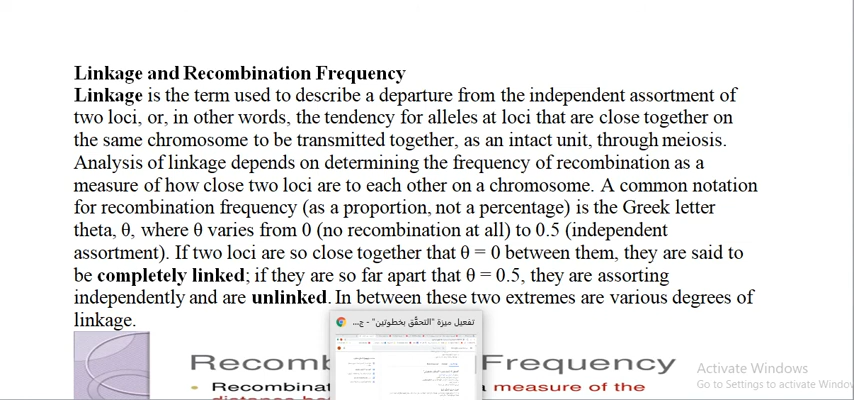 Linkage and Recombination Frequency
Linkage is the term used to describe a departure from the independent assortment of
two loci, or, in other words, the tendency for alleles at loci that are close together on
the same chromosome to be transmitted together, as an intact unit, through meiosis.
Analysis of linkage depends on determining the frequency of recombination as a
measure of how close two loci are to each other on a chromosome. A common notation
for recombination frequency (as a proportion, not a percentage) is the Greek letter
theta, θ, where θ varies from 0 (no recombination at all) to 0.5 (independent
assortment). If two loci are so close together that θ = 0 between them, they are said to
be completely linked; if they are so far apart that θ = 0.5, they are assorting
independently and are unlinked. In between these two extremes are various degrees of
linkage.
تفعيل ميزة "التحقُّق بخطوتين" - ج...
Recomb Frequency
Activate Windows
• Recombinat a measure of the
Go to Settings to activate Window